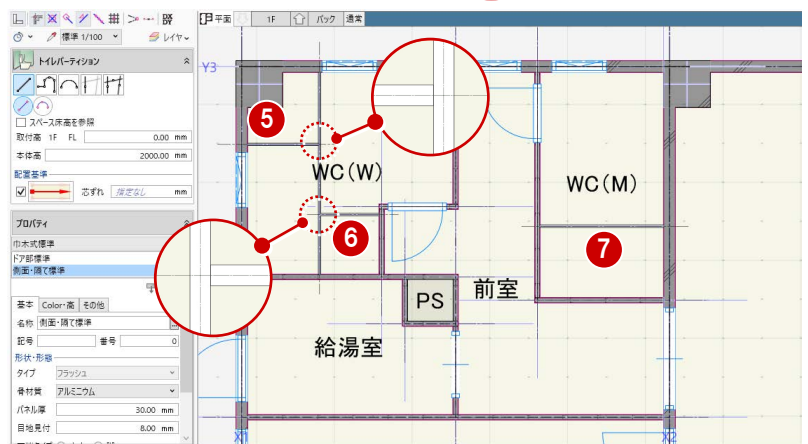 標準 1/100 レイヤ
平面 1F バック 通常
トイレパーティション
スペース床高を参照
取付高 1F FL 0.00 mm
本体高 2000.00 mm
配置基準
芯ずれ 指定なし mm
プロパティ
巾木式標準
ドア部標準
側面・隔て標準
基本 Color・高 その他
名称 側面・隔て標準
記号 番号 0
形状・形態
タイプ フラッシュ
骨材質 アルミニウム
パネル厚 30.00 mm
目地見付 8.00 mm
Y3
5
WC(W)
WC(M)
6
7
PS
前室
給湯室
X1
X2